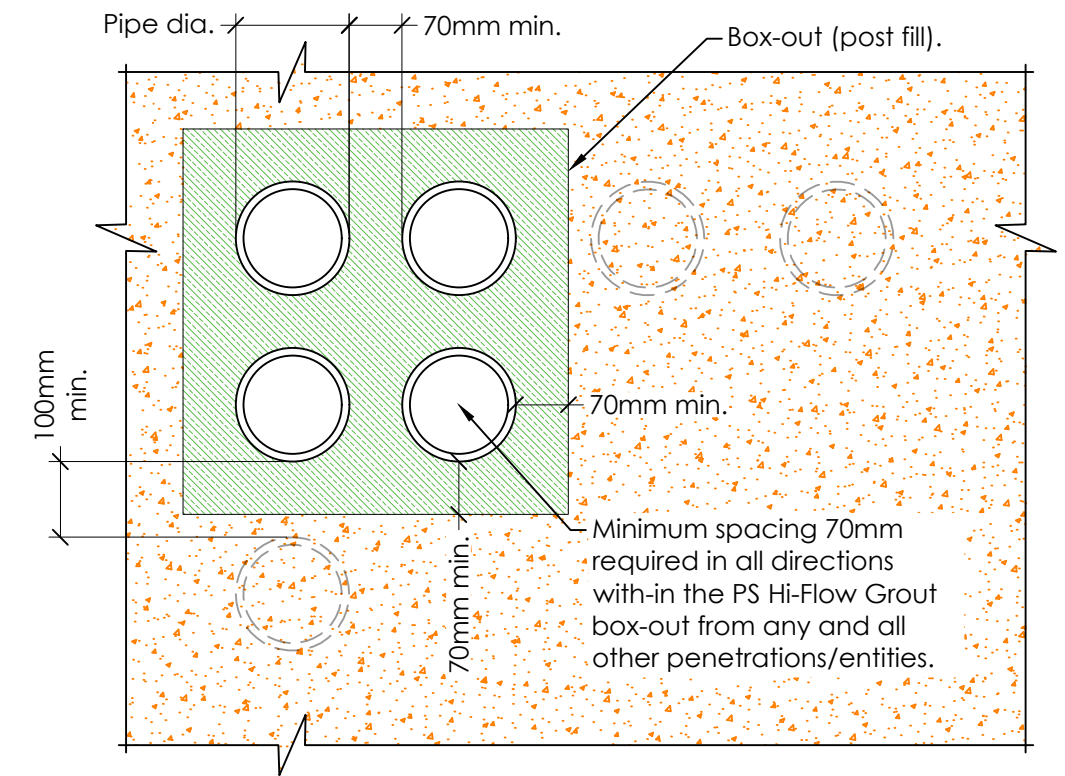 Pipe dia.
70mm min.
Box-out (post fill).
100mm
min.
70mm min.
70mm min.
Minimum spacing 70mm
required in all directions
with-in the PS Hi-Flow Grout
box-out from any and all
other penetrations/entities.